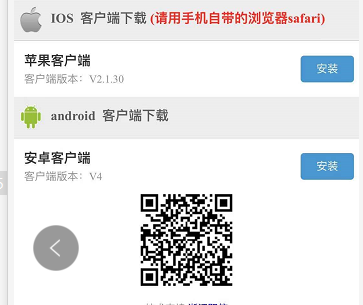 IOS 客户端下载 (请用手机自带的浏览器safari)
苹果客户端
安装
客户端版本: V2.1.30
android 客户端下载
安卓客户端
安装
客户端版本: V4